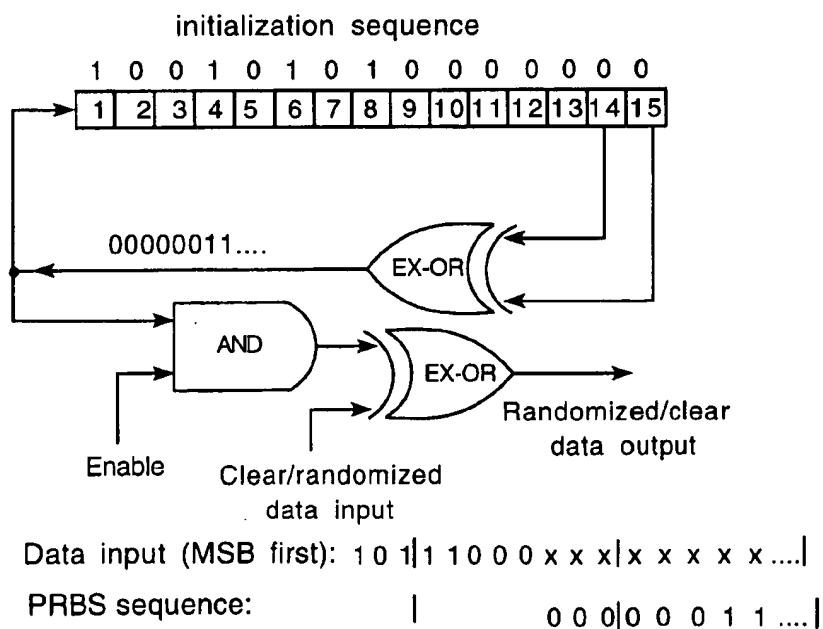 initialization sequence
1 0 0 1 0 1 0 1 0 0 0 0 0 0 0
1 2 3 4 5 6 7 8 9 10 11 12 13 14 15
00000011....
EX-OR
AND
EX-OR
Randomized/clear
data output
Enable
Clear/randomized
data input
Data input (MSB first): 1 0 1|1 1 0 0 0 x x x|x x x x x ....|
PRBS sequence: | 0 0 0|0 0 0 1 1 ....|